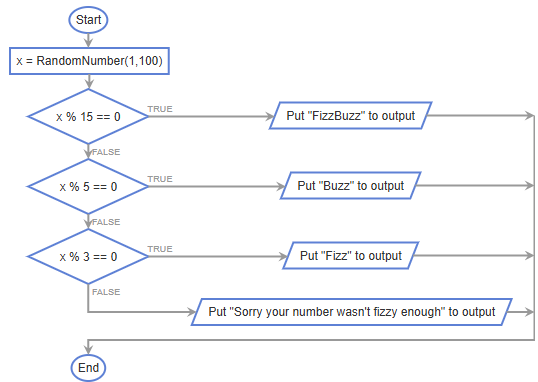 Start
x = RandomNumber(1,100)
x % 15 == 0
TRUE
Put "FizzBuzz" to output
FALSE
x % 5 == 0
TRUE
Put "Buzz" to output
FALSE
x % 3 == 0
TRUE
Put "Fizz" to output
FALSE
Put "Sorry your number wasn't fizzy enough" to output
End